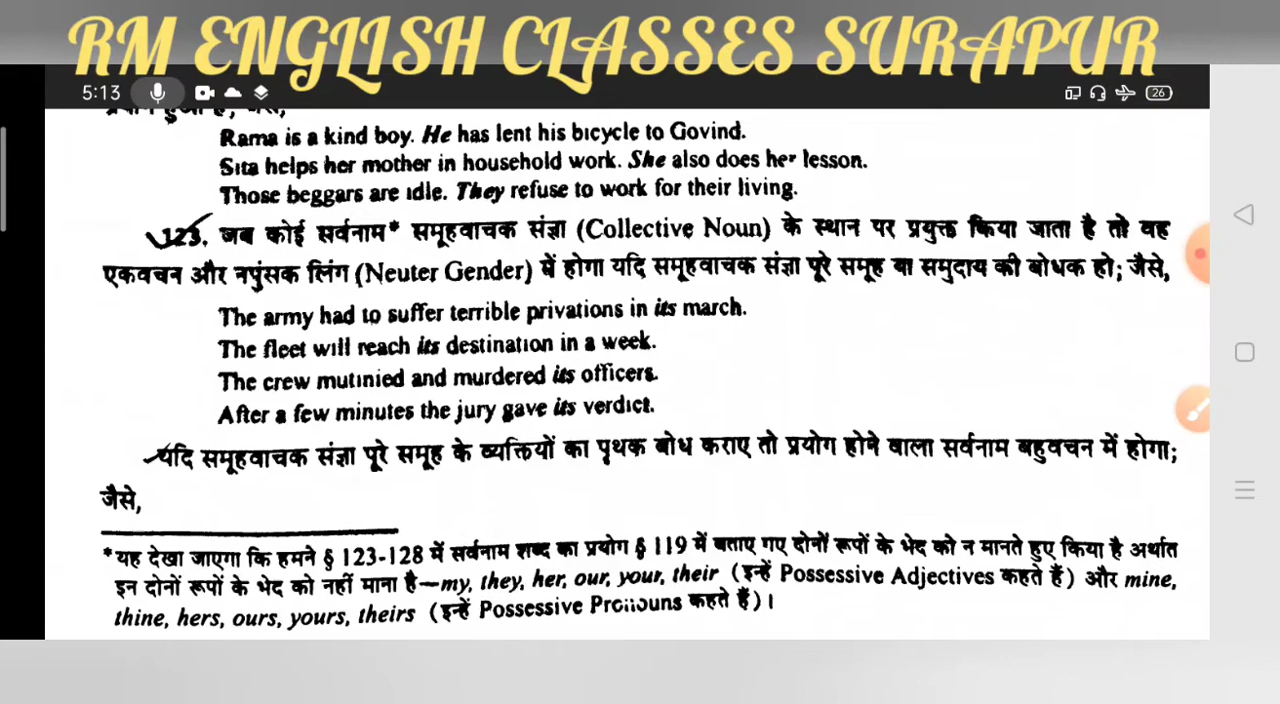 RM ENGLISH CLASSES SURAPUR
5:13
26
Rama is a kind boy. He has lent his bicycle to Govind.
Sita helps her mother in household work. She also does her lesson.
Those beggars are idle. They refuse to work for their living.
123. जब कोई सर्वनाम* समूहवाचक संज्ञा (Collective Noun) के स्थान पर प्रयुक्त किया जाता है तो वह
एकवचन और नपुंसक लिंग (Neuter Gender) में होगा यदि समूहवाचक संज्ञा पूरे समूह या समुदाय की बोधक हो; जैसे,
The army had to suffer terrible privations in its march.
The fleet will reach its destination in a week.
The crew mutinied and murdered its officers.
After a few minutes the jury gave its verdict.
यदि समूहवाचक संज्ञा पूरे समूह के व्यक्तियों का पृथक बोध कराए तो प्रयोग होने वाला सर्वनाम बहुवचन में होगा;
जैसे,
*यह देखा जाएगा कि हमने § 123-128 में सर्वनाम शब्द का प्रयोग § 119 में बताए गए दोनों रूपों के भेद को न मानते हुए किया है अर्थात
इन दोनों रूपों के भेद को नहीं माना है—my, they, her, our, your, their (इन्हें Possessive Adjectives कहते हैं) और mine,
thine, hers, ours, yours, theirs (इन्हें Possessive Pronouns कहते हैं)।